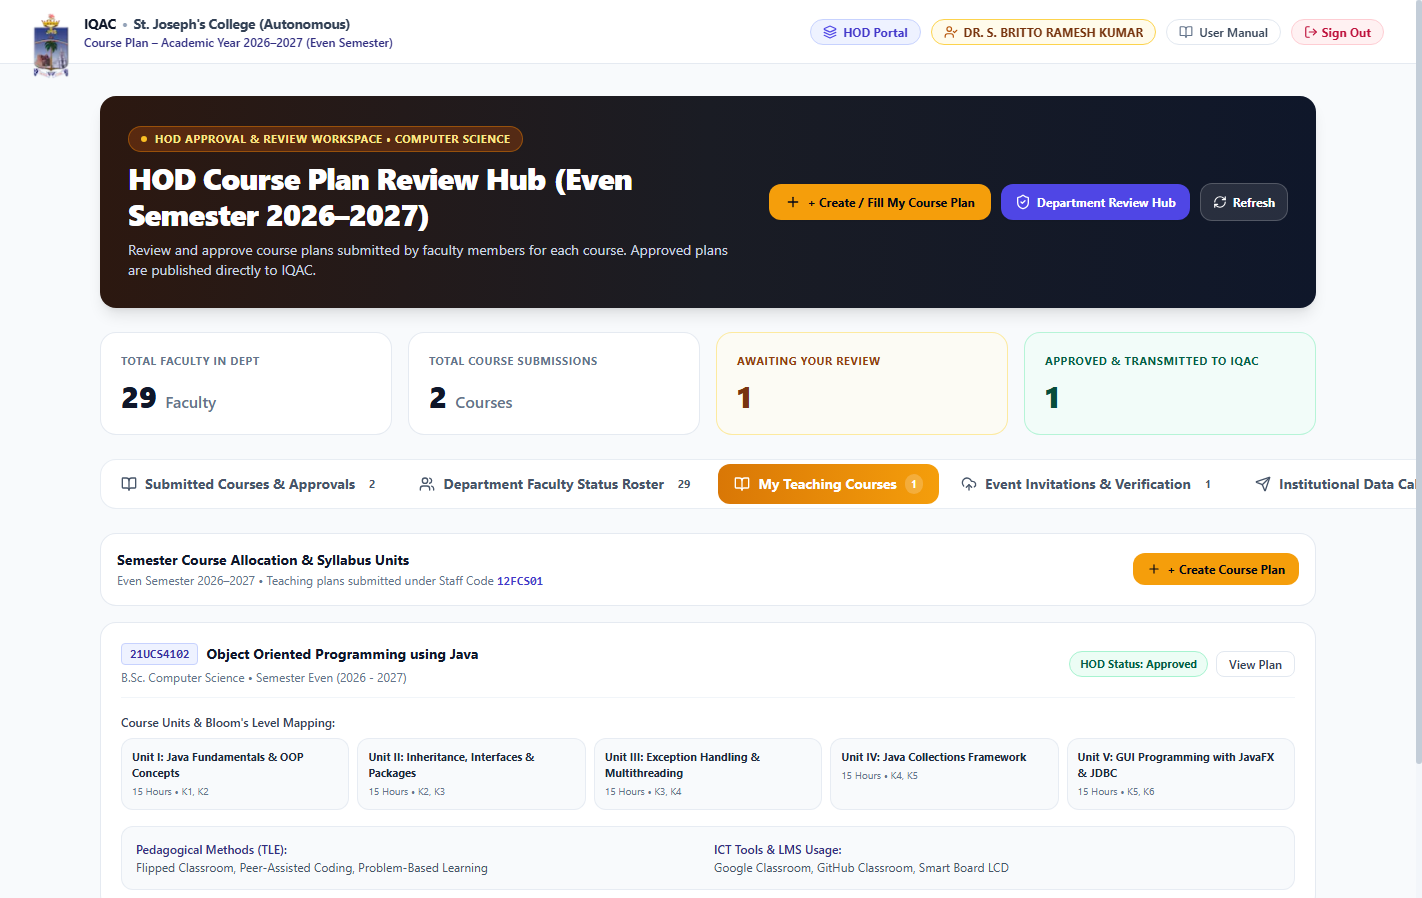 IQAC • St. Joseph's College (Autonomous)
Course Plan – Academic Year 2026–2027 (Even Semester)
HOD Portal
DR. S. BRITTO RAMESH KUMAR
User Manual
Sign Out
HOD APPROVAL & REVIEW WORKSPACE • COMPUTER SCIENCE
HOD Course Plan Review Hub (Even
Semester 2026–2027)
Review and approve course plans submitted by faculty members for each course. Approved plans
are published directly to IQAC.
+ Create / Fill My Course Plan
Department Review Hub
Refresh
TOTAL FACULTY IN DEPT
29 Faculty
TOTAL COURSE SUBMISSIONS
2 Courses
AWAITING YOUR REVIEW
1
APPROVED & TRANSMITTED TO IQAC
1
Submitted Courses & Approvals 2
Department Faculty Status Roster 29
My Teaching Courses 1
Event Invitations & Verification 1
Institutional Data Cal
Semester Course Allocation & Syllabus Units
Even Semester 2026–2027 • Teaching plans submitted under Staff Code 12FCS01
+ Create Course Plan
21UCS4102 Object Oriented Programming using Java
B.Sc. Computer Science • Semester Even (2026 - 2027)
HOD Status: Approved
View Plan
Course Units & Bloom's Level Mapping:
Unit I: Java Fundamentals & OOP
Concepts
15 Hours • K1, K2
Unit II: Inheritance, Interfaces &
Packages
15 Hours • K2, K3
Unit III: Exception Handling &
Multithreading
15 Hours • K3, K4
Unit IV: Java Collections Framework
15 Hours • K4, K5
Unit V: GUI Programming with JavaFX
& JDBC
15 Hours • K5, K6
Pedagogical Methods (TLE):
Flipped Classroom, Peer-Assisted Coding, Problem-Based Learning
ICT Tools & LMS Usage:
Google Classroom, GitHub Classroom, Smart Board LCD